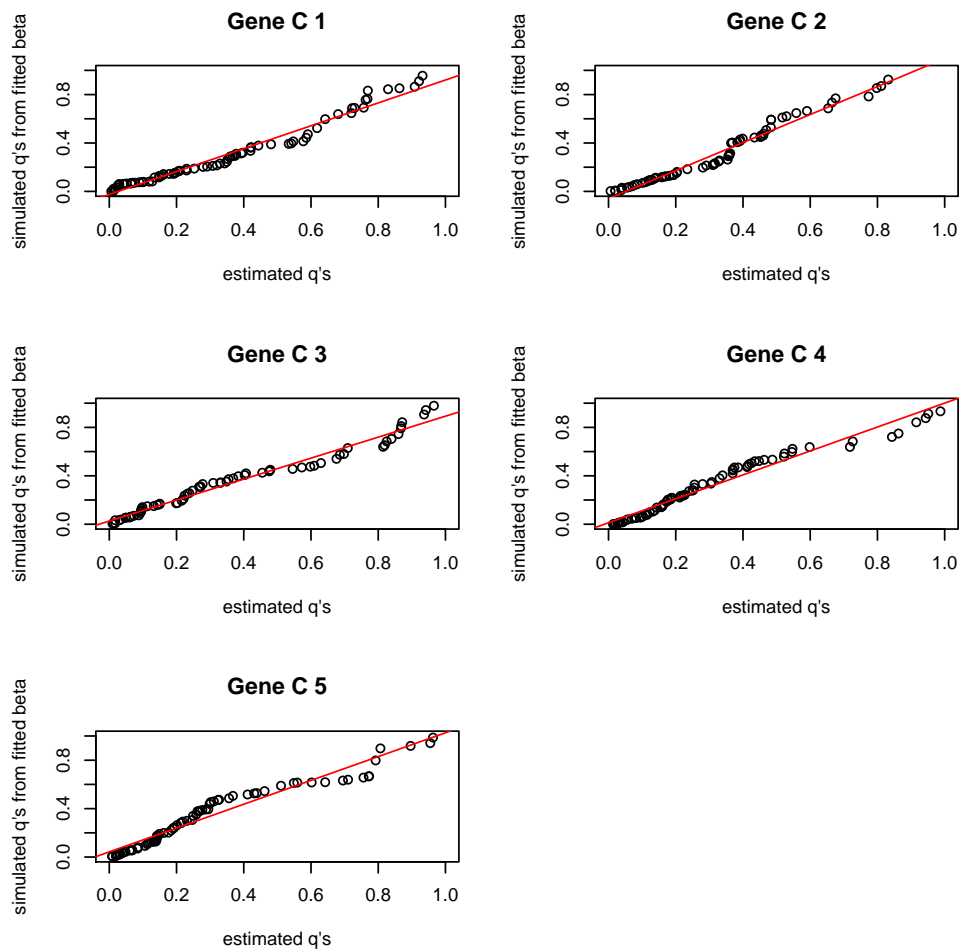 Gene C 1
simulated q's from fitted beta
0.0 0.4 0.8
0.0 0.2 0.4 0.6 0.8 1.0
estimated q's
Gene C 2
simulated q's from fitted beta
0.0 0.4 0.8
0.0 0.2 0.4 0.6 0.8 1.0
estimated q's
Gene C 3
simulated q's from fitted beta
0.0 0.4 0.8
0.0 0.2 0.4 0.6 0.8 1.0
estimated q's
Gene C 4
simulated q's from fitted beta
0.0 0.4 0.8
0.0 0.2 0.4 0.6 0.8 1.0
estimated q's
Gene C 5
simulated q's from fitted beta
0.0 0.4 0.8
0.0 0.2 0.4 0.6 0.8 1.0
estimated q's